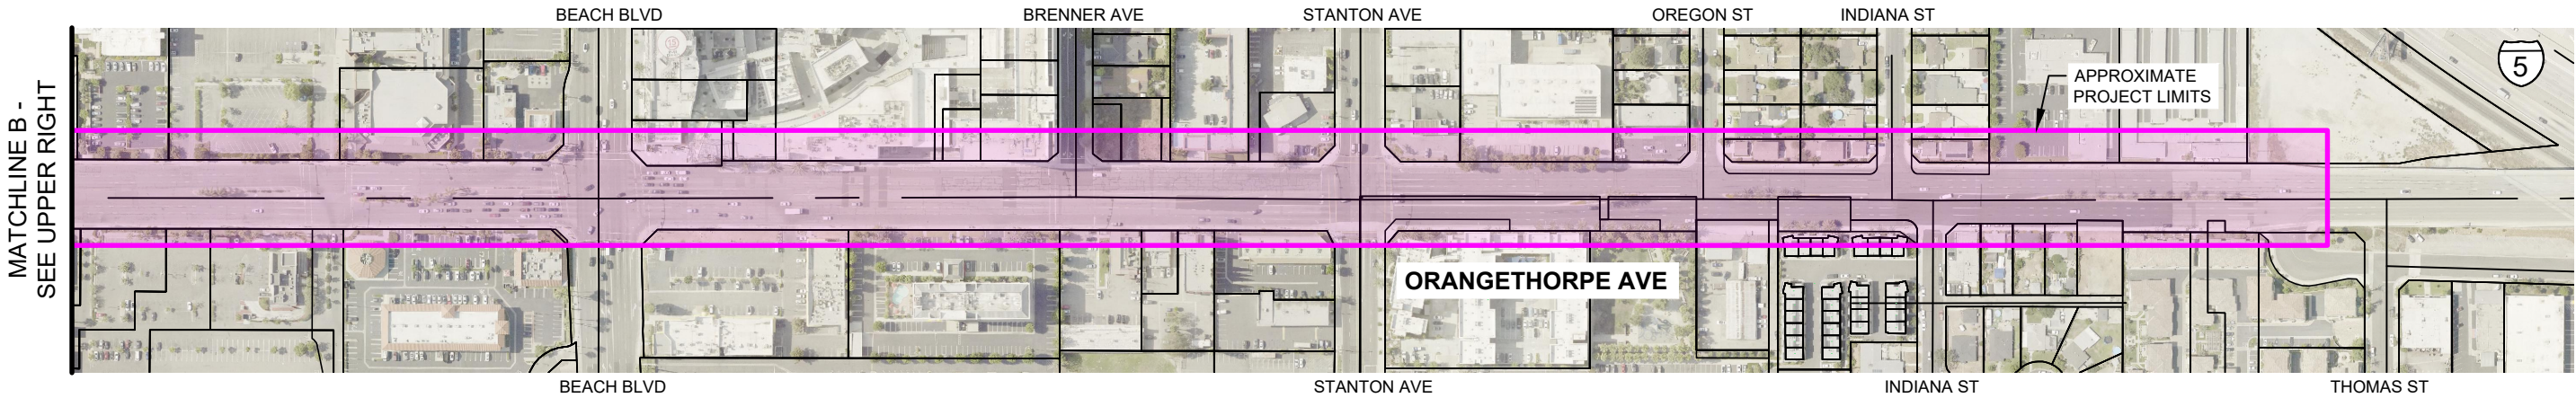 BEACH BLVD
BRENNER AVE
STANTON AVE
OREGON ST
INDIANA ST
MATCHLINE B -
SEE UPPER RIGHT
APPROXIMATE
PROJECT LIMITS
5
ORANGETHORPE AVE
BEACH BLVD
STANTON AVE
INDIANA ST
THOMAS ST